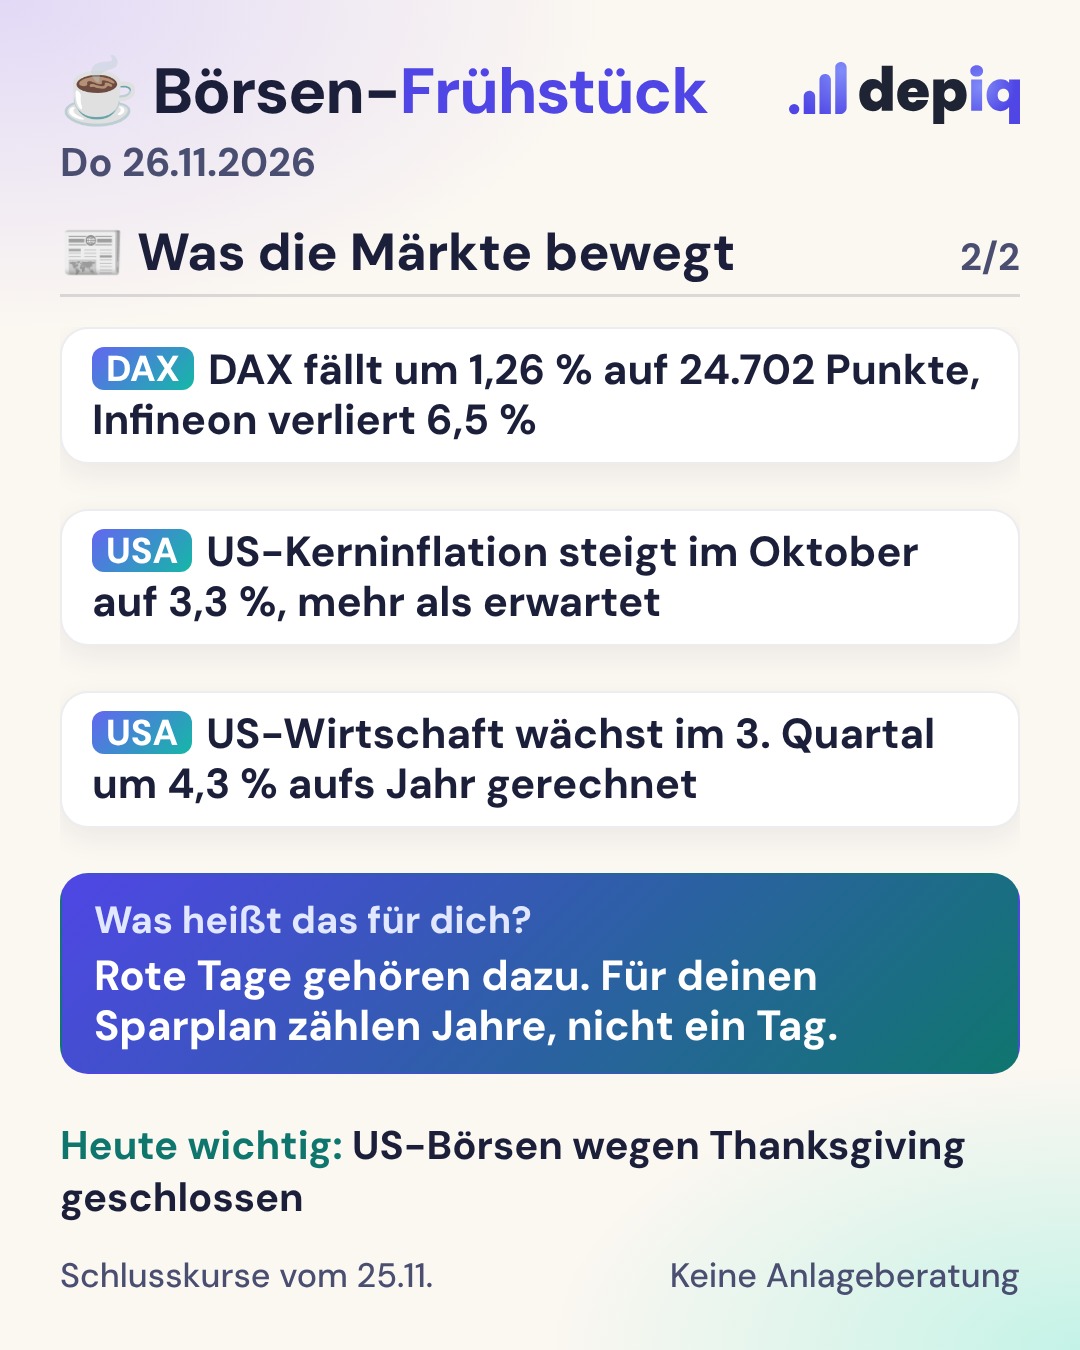 Börsen-Frühstück
depiq
Do 26.11.2026
Was die Märkte bewegt
2/2
DAX DAX fällt um 1,26 % auf 24.702 Punkte,
Infineon verliert 6,5 %
USA US-Kerninflation steigt im Oktober
auf 3,3 %, mehr als erwartet
USA US-Wirtschaft wächst im 3. Quartal
um 4,3 % aufs Jahr gerechnet
Was heißt das für dich?
Rote Tage gehören dazu. Für deinen
Sparplan zählen Jahre, nicht ein Tag.
Heute wichtig: US-Börsen wegen Thanksgiving
geschlossen
Schlusskurse vom 25.11.
Keine Anlageberatung